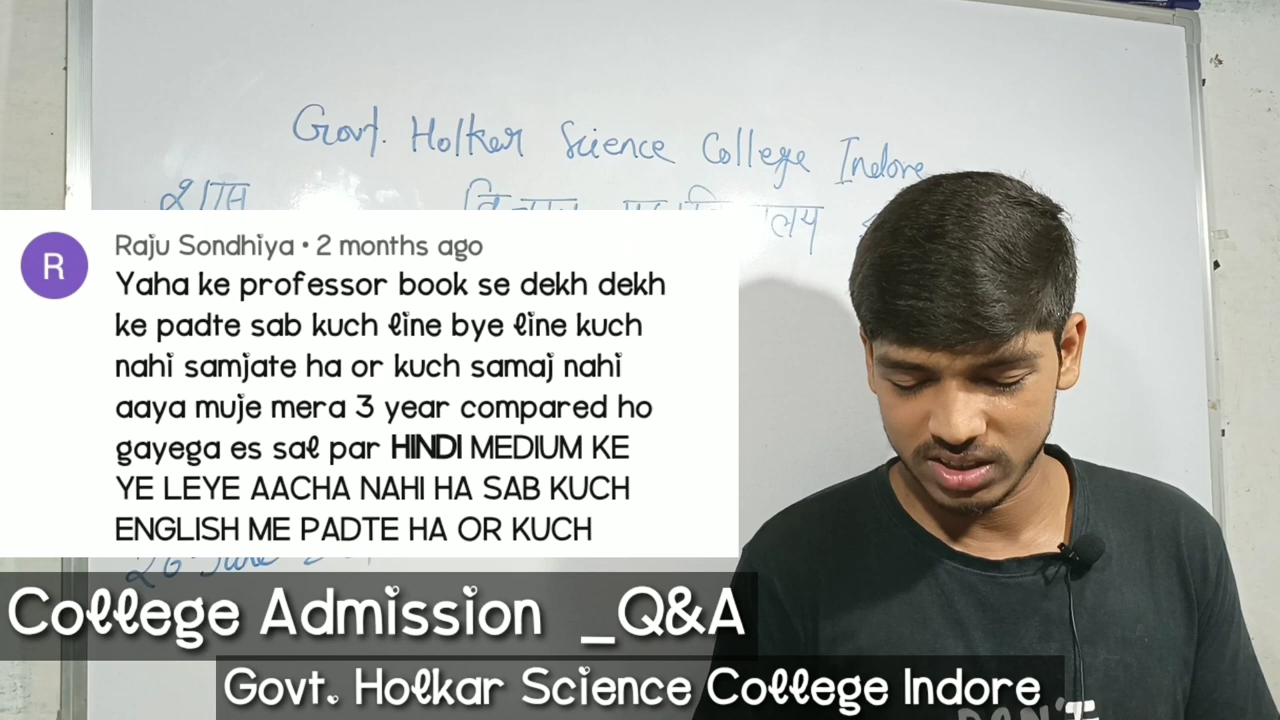 Govt. Holkar Science College Indore
शास
Raju Sondhiya • 2 months ago
R
Yaha ke professor book se dekh dekh
ke padte sab kuch line bye line kuch
nahi samjate ha or kuch samaj nahi
aaya muje mera 3 year compared ho
gayega es sal par HINDI MEDIUM KE
YE LEYE AACHA NAHI HA SAB KUCH
ENGLISH ME PADTE HA OR KUCH
26 June
College Admission _Q&A
Govt. Holkar Science College Indore